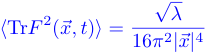 ⟨TrF²(x⃗, t)⟩ = √λ / (16π²|x⃗|⁴)